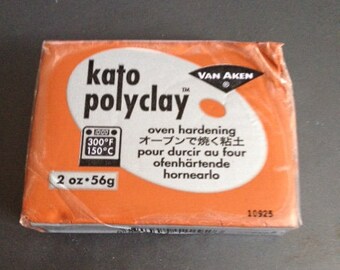 kato
polyclay™
VAN AKEN
®
300°F
150°C
oven hardening
オーブンで焼く粘土
pour durcir au four
ofenhärtende
hornearlo
2 oz•56g
10925